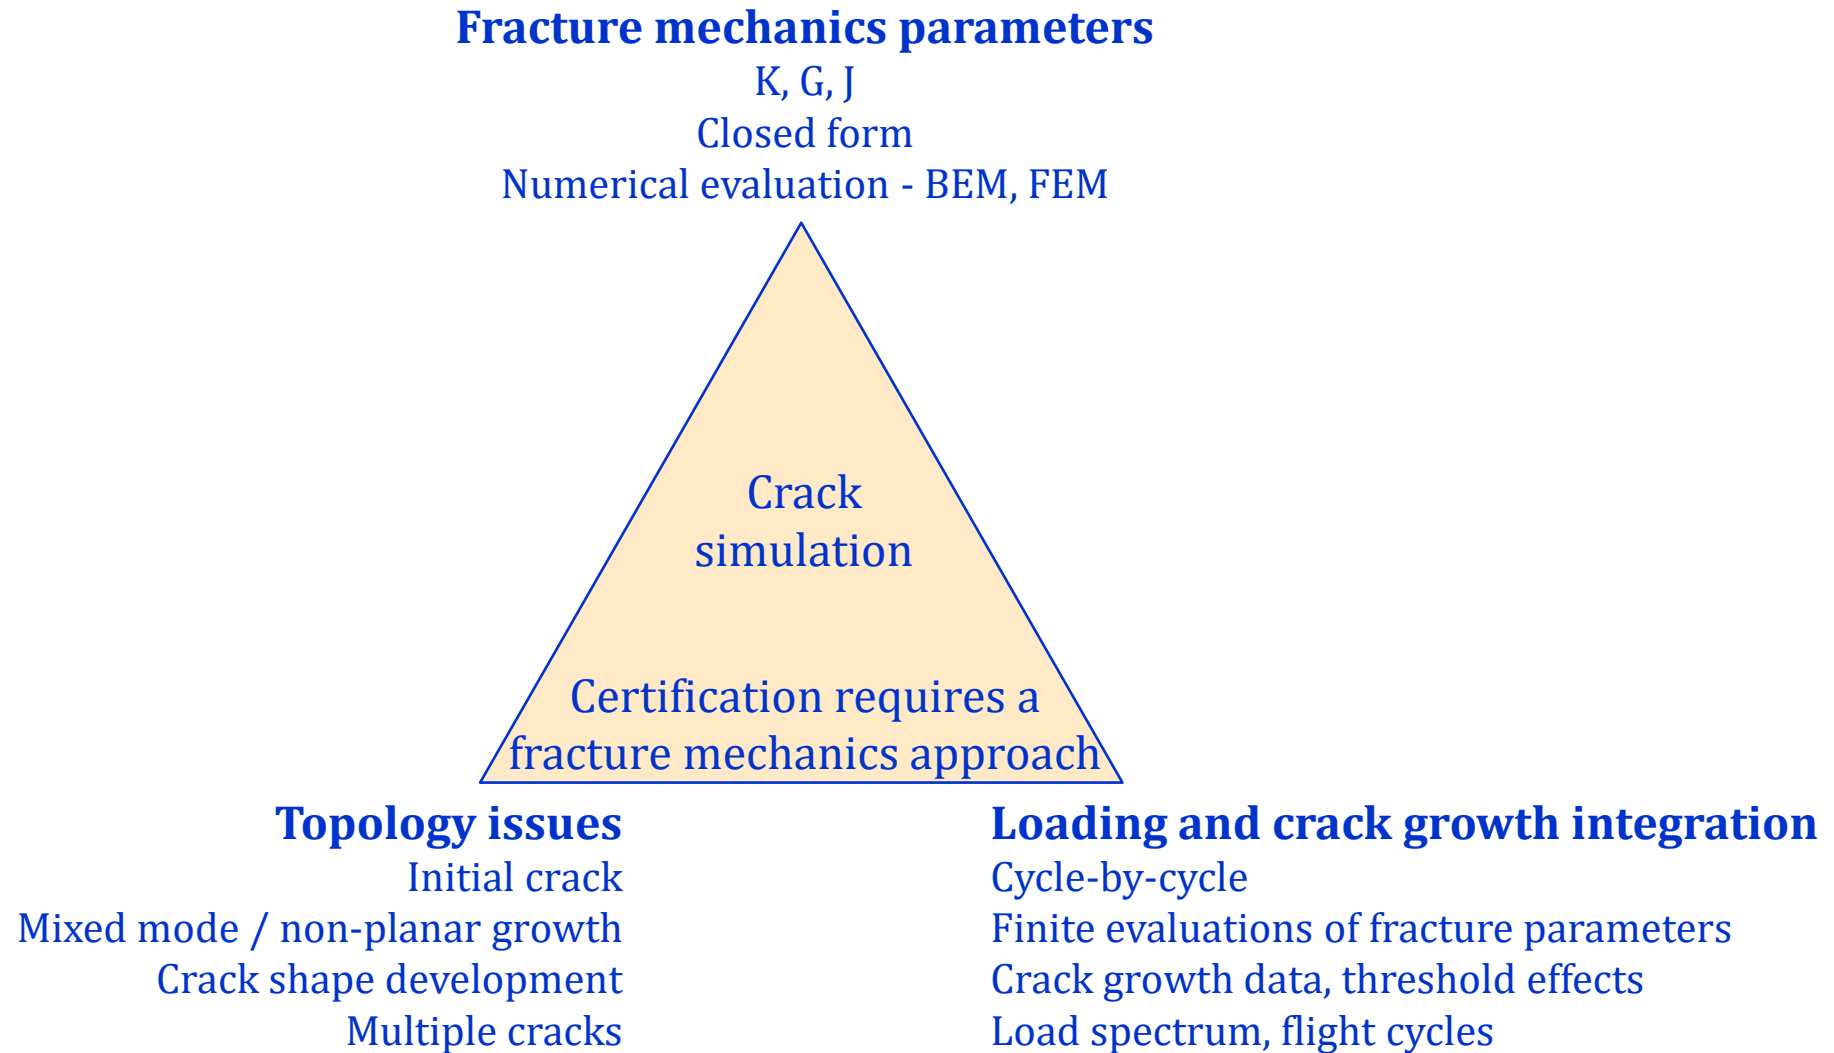 Fracture mechanics parameters
K, G, J
Closed form
Numerical evaluation - BEM, FEM
Crack
simulation
Certification requires a
fracture mechanics approach
Topology issues
Initial crack
Mixed mode / non-planar growth
Crack shape development
Multiple cracks
Loading and crack growth integration
Cycle-by-cycle
Finite evaluations of fracture parameters
Crack growth data, threshold effects
Load spectrum, flight cycles